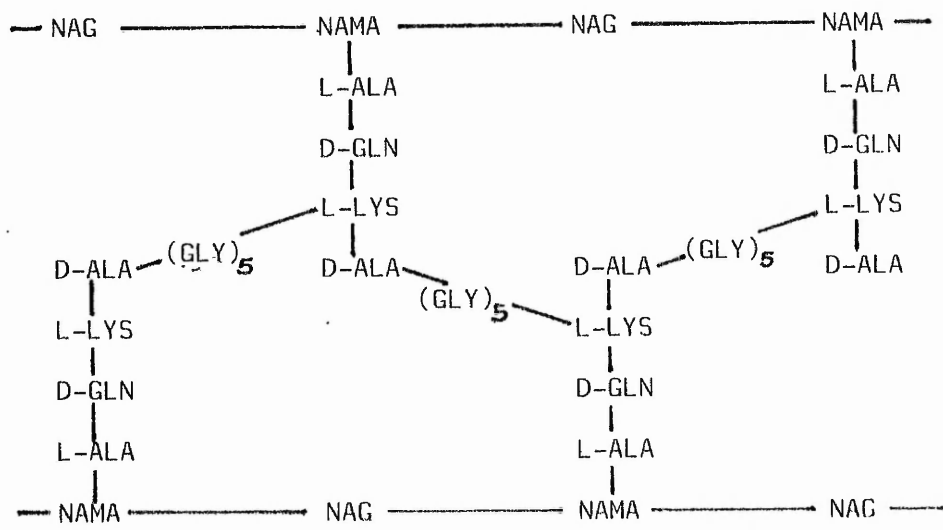 NAG NAMA NAG NAMA
L-ALA L-ALA
D-GLN D-GLN
L-LYS L-LYS
(GLY)5 (GLY)5
D-ALA D-ALA D-ALA D-ALA
(GLY)5
L-LYS L-LYS
D-GLN D-GLN
L-ALA L-ALA
NAMA NAG NAMA NAG